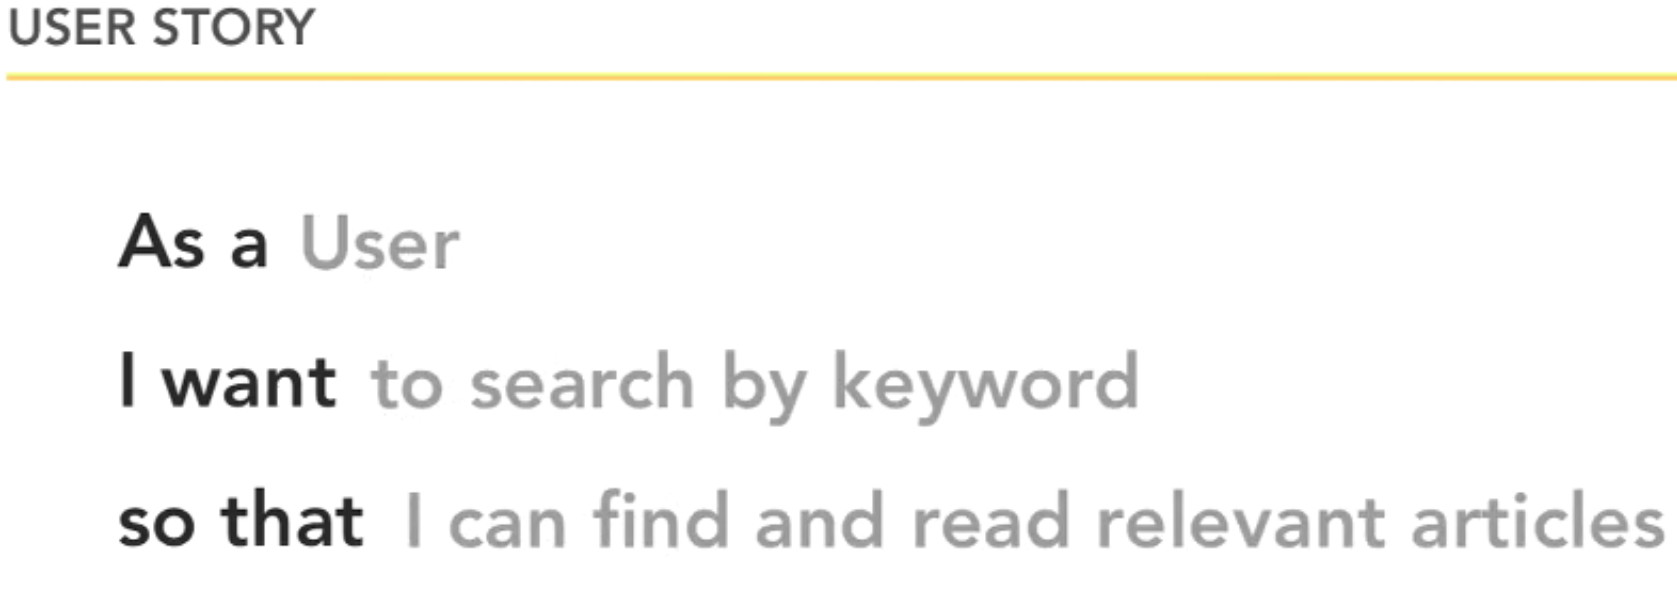 USER STORY
As a User
I want to search by keyword
so that I can find and read relevant articles